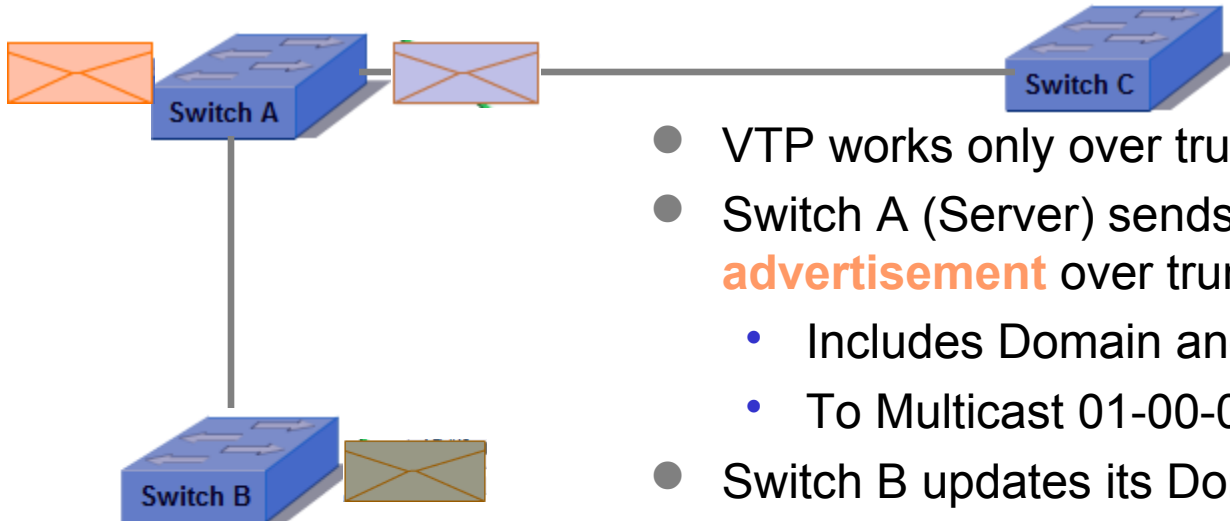 Switch A
Switch C
VTP works only over tru
Switch A (Server) sends
advertisement over trun
Includes Domain an
To Multicast 01-00-0
Switch B updates its Do
Switch B